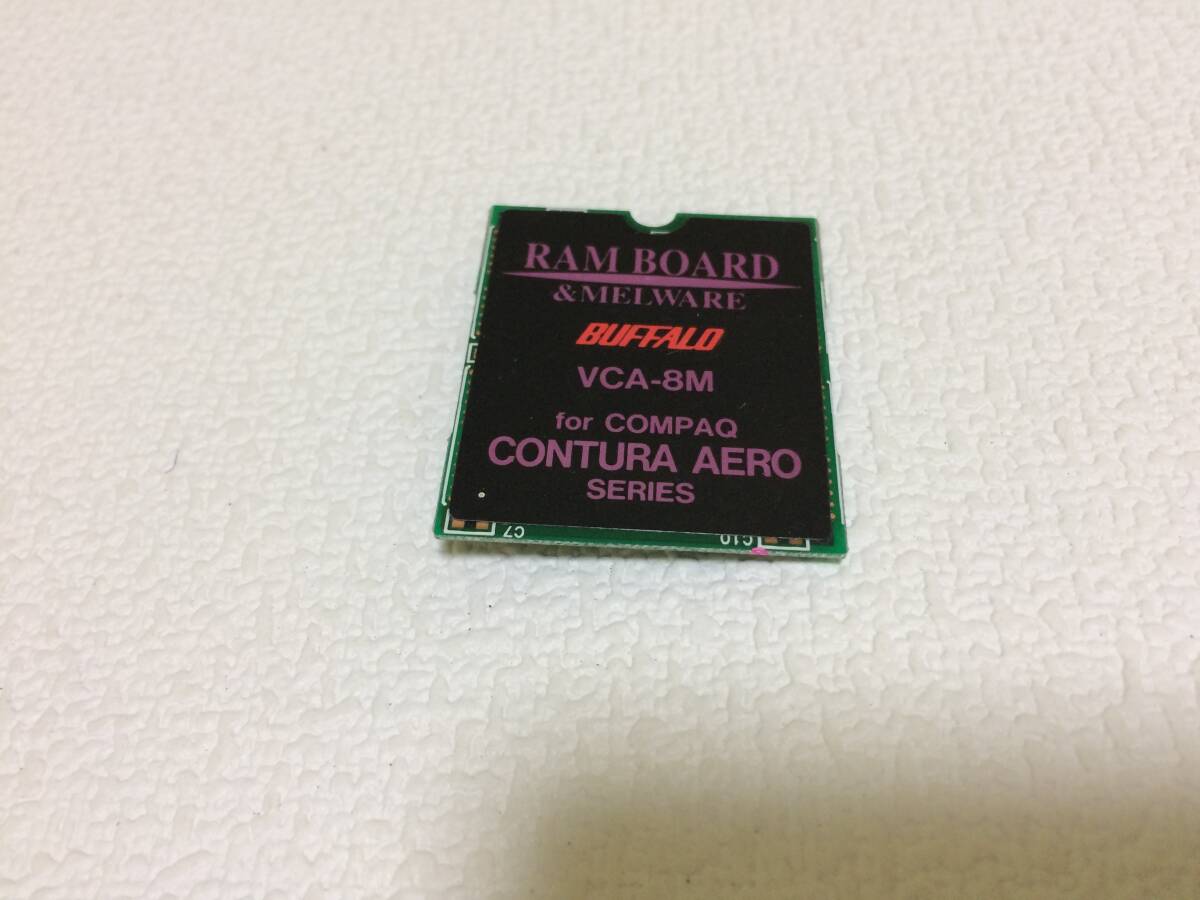 RAM BOARD
&MELWARE
BUFFALO
VCA-8M
for COMPAQ
CONTURA AERO
SERIES
C7
C10